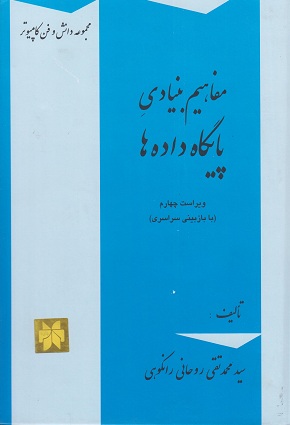 مجموعه دانش و فن کامپیوتر
مفاهیم بنیادیِ
پایگاه داده‌ها
ویراست چهارم
(با بازبینی سراسری)
تألیف
سید محمدتقی روحانی رانکوهی